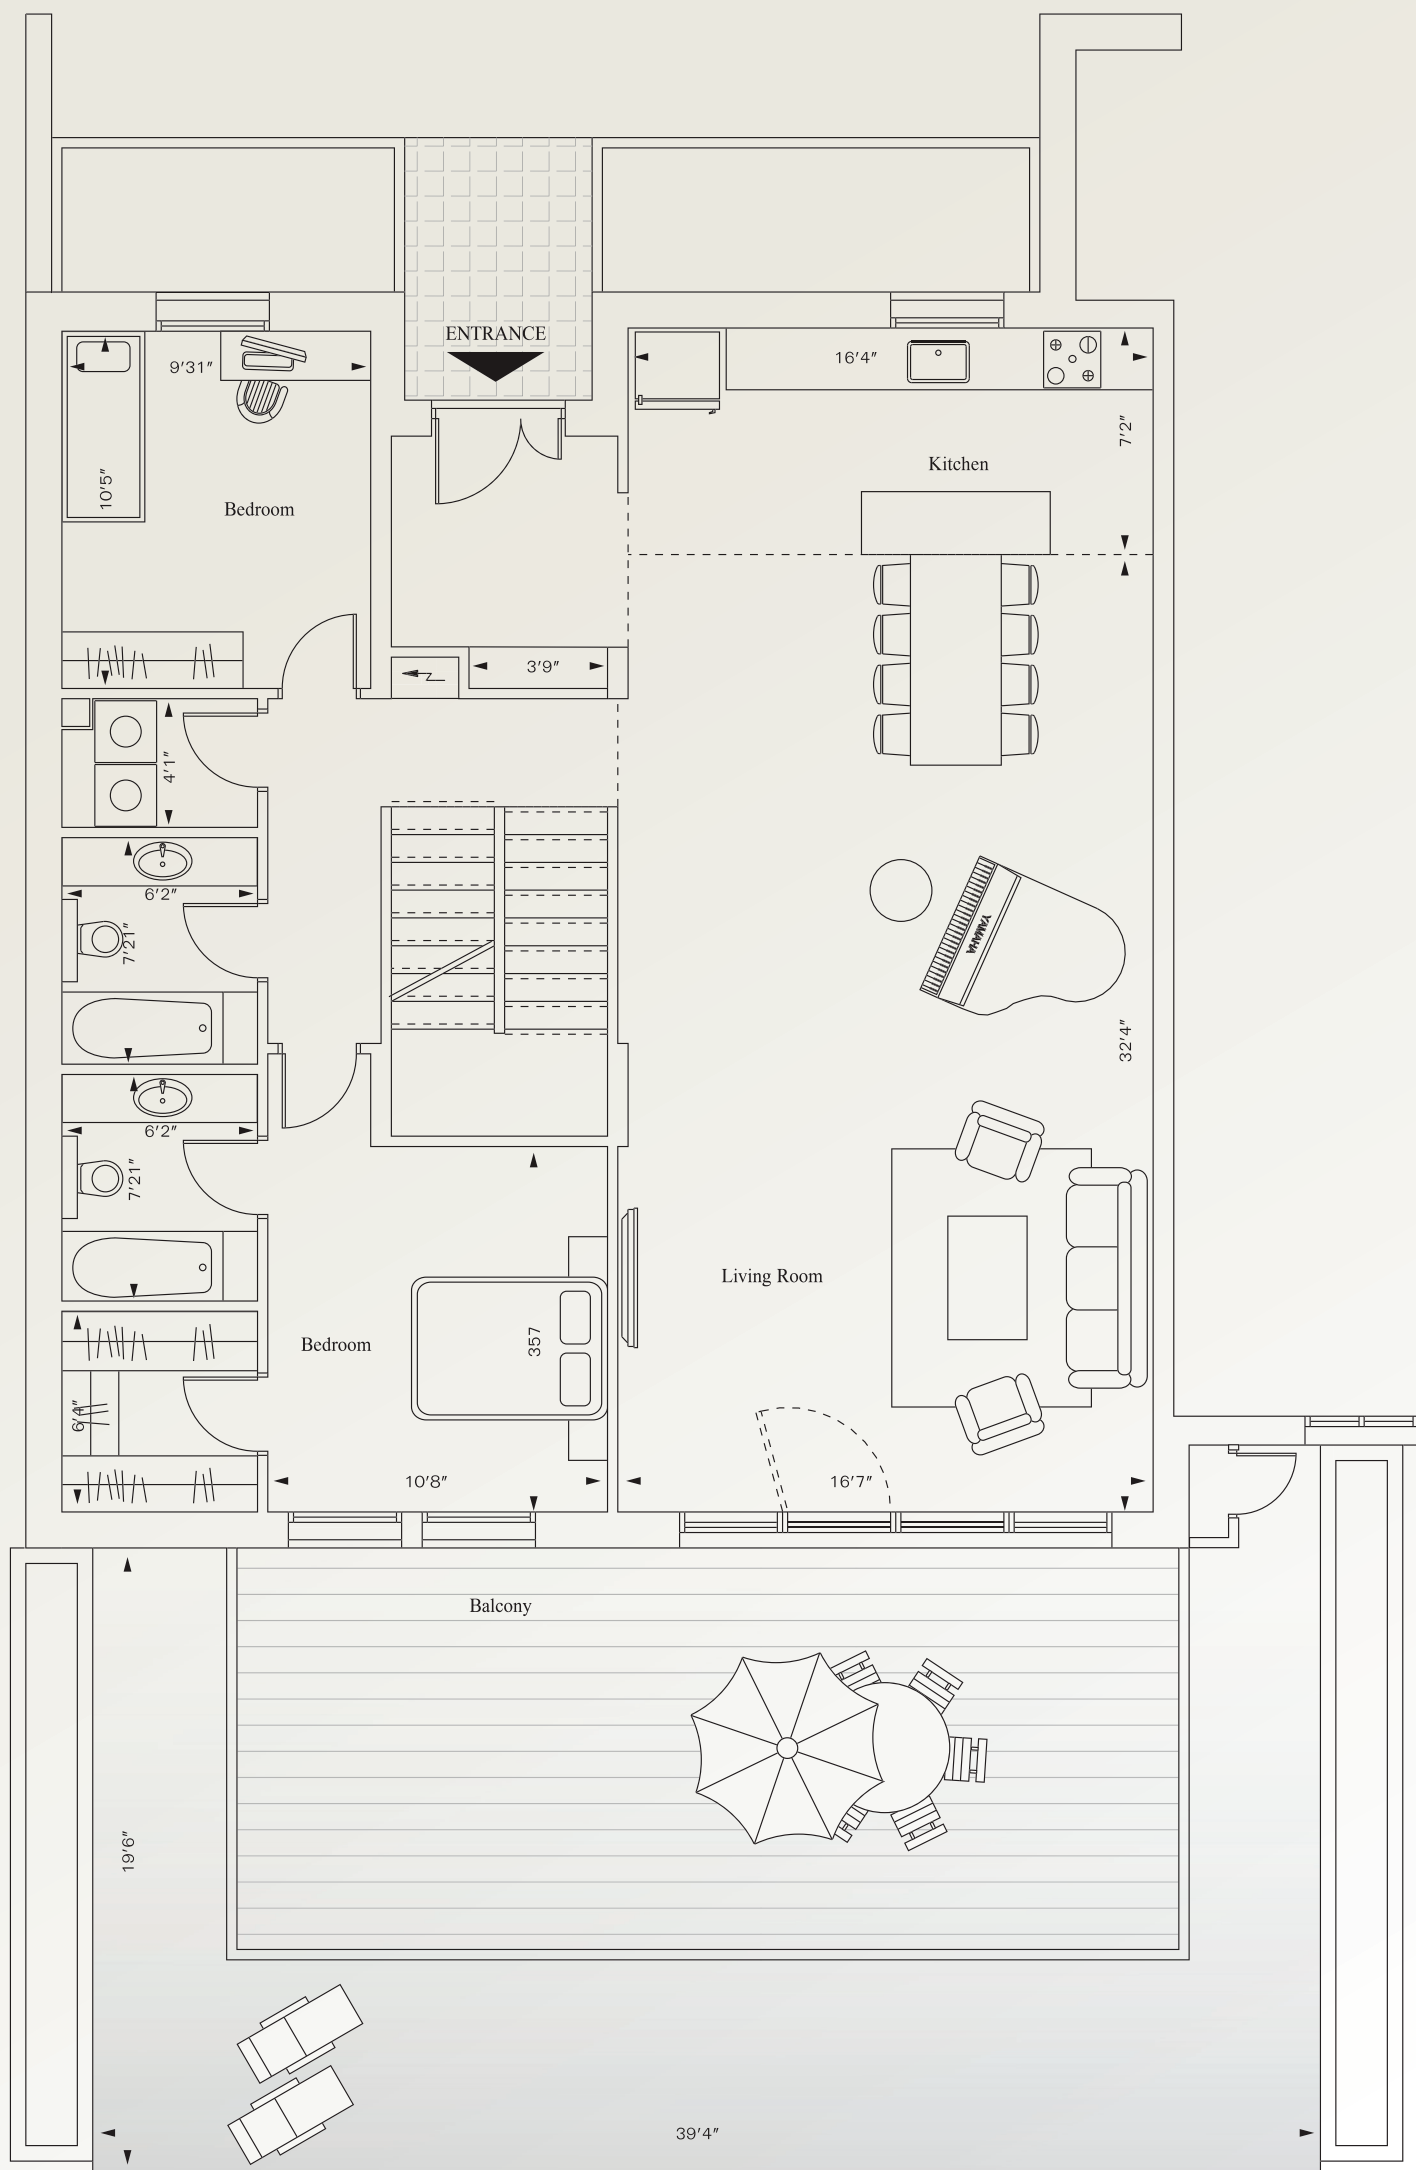 ENTRANCE
9'31"
16'4"
7'2"
Kitchen
10'5"
Bedroom
3'9"
4'1"
6'2"
7'21"
YAMAHA
32'4"
6'2"
7'21"
Living Room
357
Bedroom
6'4"
10'8"
16'7"
Balcony
19'6"
39'4"